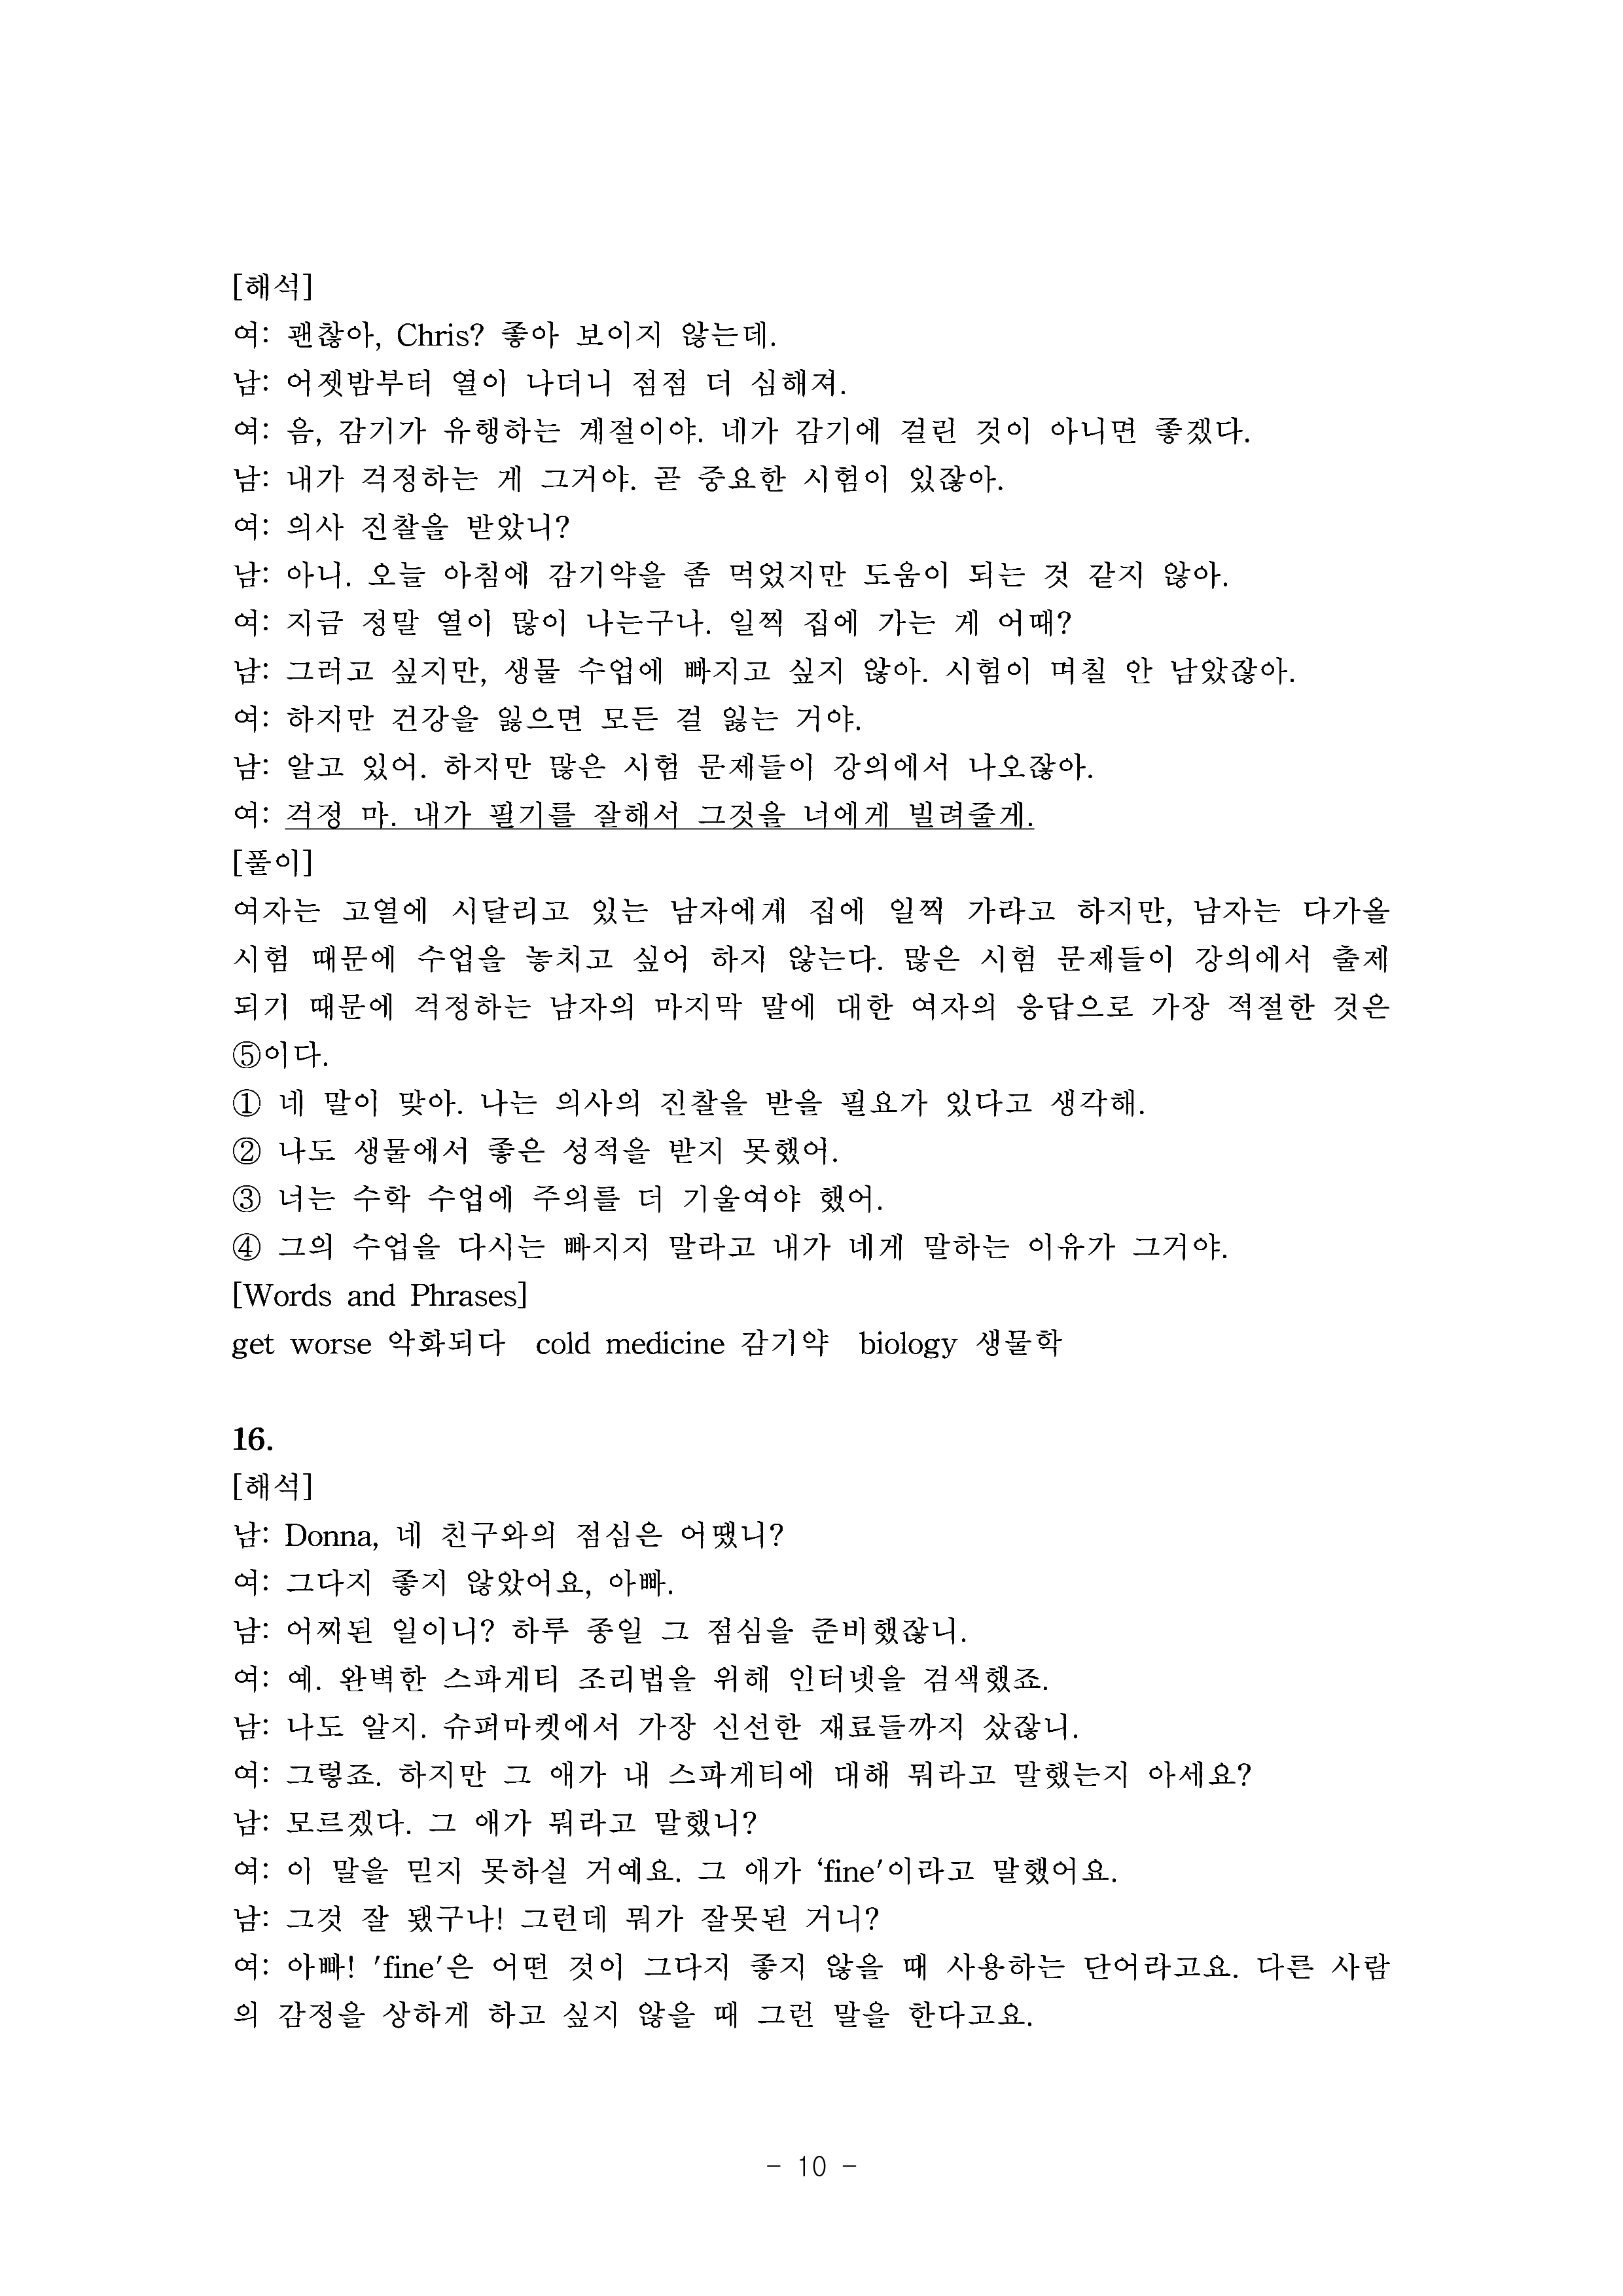 [해석]
여: 괜찮아, Chris? 좋아 보이지 않는데.
남: 어젯밤부터 열이 나더니 점점 더 심해져.
여: 음, 감기가 유행하는 계절이야. 네가 감기에 걸린 것이 아니면 좋겠다.
남: 내가 걱정하는 게 그거야. 곧 중요한 시험이 있잖아.
여: 의사 진찰을 받았니?
남: 아니. 오늘 아침에 감기약을 좀 먹었지만 도움이 되는 것 같지 않아.
여: 지금 정말 열이 많이 나는구나. 일찍 집에 가는 게 어때?
남: 그러고 싶지만, 생물 수업에 빠지고 싶지 않아. 시험이 며칠 안 남았잖아.
여: 하지만 건강을 잃으면 모든 걸 잃는 거야.
남: 알고 있어. 하지만 많은 시험 문제들이 강의에서 나오잖아.
여: 걱정 마. 내가 필기를 잘해서 그것을 너에게 빌려줄게.
[풀이]
여자는 고열에 시달리고 있는 남자에게 집에 일찍 가라고 하지만, 남자는 다가올
시험 때문에 수업을 놓치고 싶어 하지 않는다. 많은 시험 문제들이 강의에서 출제
되기 때문에 걱정하는 남자의 마지막 말에 대한 여자의 응답으로 가장 적절한 것은
⑤이다.
① 네 말이 맞아. 나는 의사의 진찰을 받을 필요가 있다고 생각해.
② 나도 생물에서 좋은 성적을 받지 못했어.
③ 너는 수학 수업에 주의를 더 기울여야 했어.
④ 그의 수업을 다시는 빠지지 말라고 내가 네게 말하는 이유가 그거야.
[Words and Phrases]
get worse 악화되다 cold medicine 감기약 biology 생물학
16.
[해석]
남: Donna, 네 친구와의 점심은 어땠니?
여: 그다지 좋지 않았어요, 아빠.
남: 어찌된 일이니? 하루 종일 그 점심을 준비했잖니.
여: 예. 완벽한 스파게티 조리법을 위해 인터넷을 검색했죠.
남: 나도 알지. 슈퍼마켓에서 가장 신선한 재료들까지 샀잖니.
여: 그렇죠. 하지만 그 애가 내 스파게티에 대해 뭐라고 말했는지 아세요?
남: 모르겠다. 그 애가 뭐라고 말했니?
여: 이 말을 믿지 못하실 거예요. 그 애가 ‘fine'이라고 말했어요.
남: 그것 잘 됐구나! 그런데 뭐가 잘못된 거니?
여: 아빠! 'fine'은 어떤 것이 그다지 좋지 않을 때 사용하는 단어라고요. 다른 사람
의 감정을 상하게 하고 싶지 않을 때 그런 말을 한다고요.
- 10 -